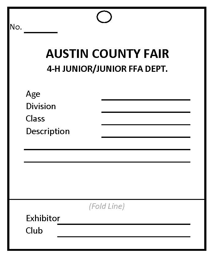 No.
AUSTIN COUNTY FAIR
4-H JUNIOR/JUNIOR FFA DEPT.
Age
Division
Class
Description
(Fold Line)
Exhibitor
Club